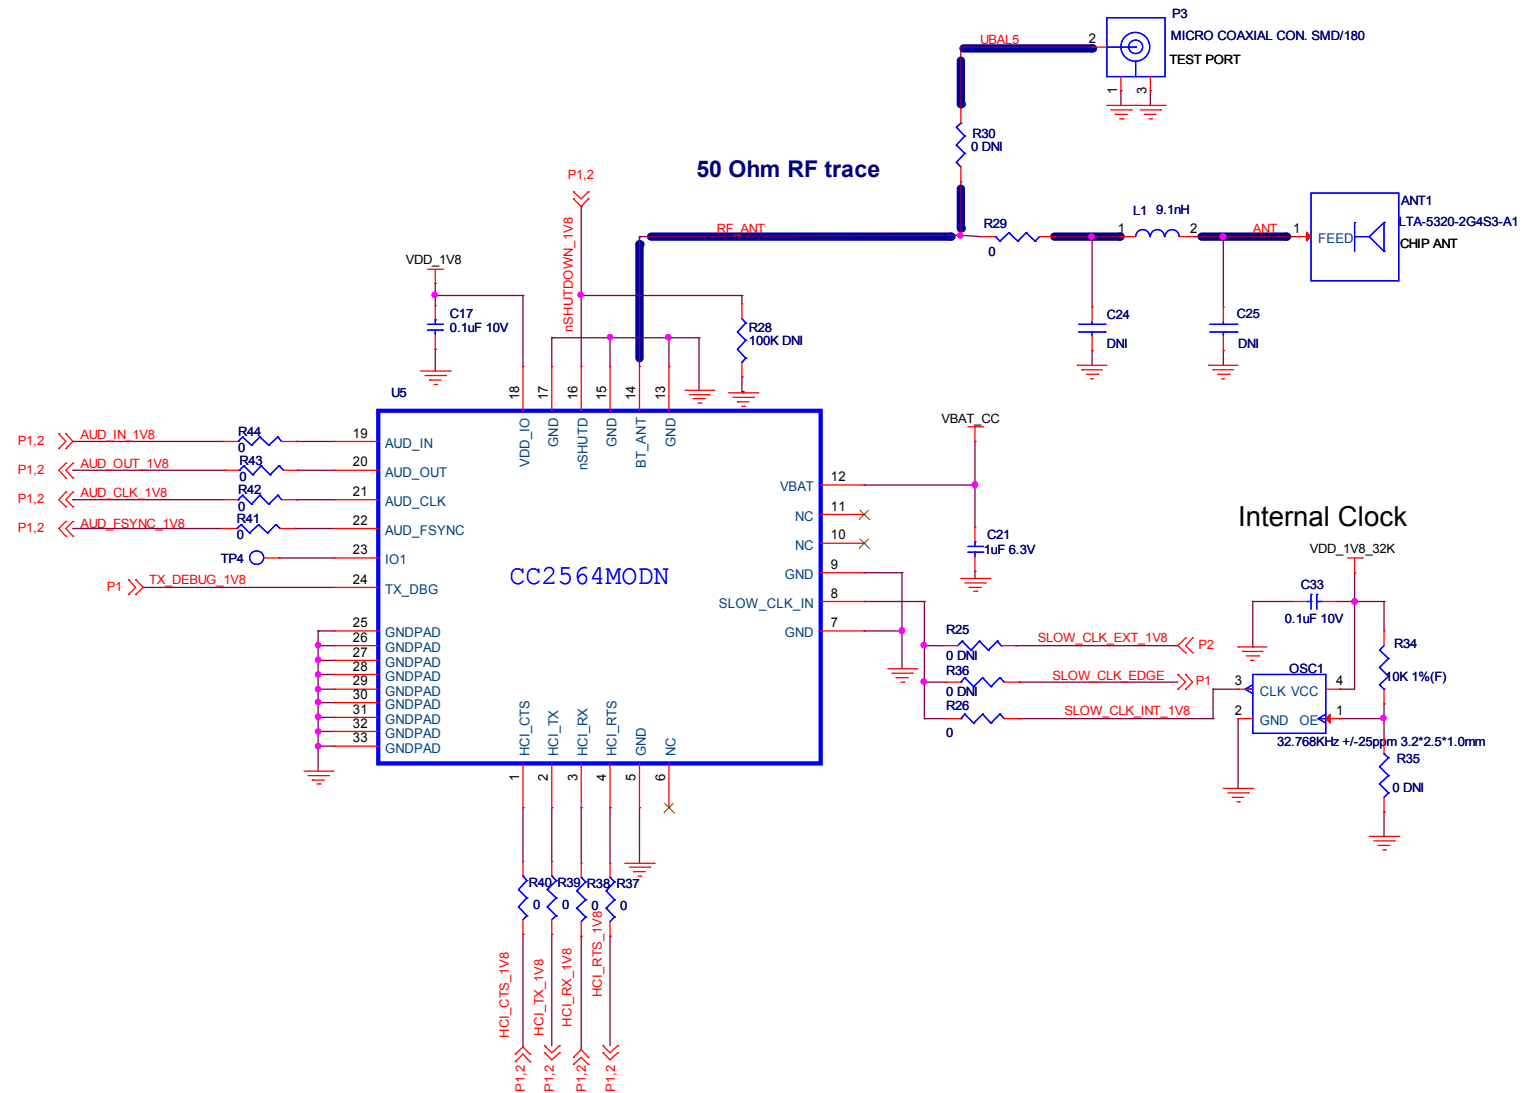 P3
MICRO COAXIAL CON. SMD/180
TEST PORT
UBAL5
2
1
3
R30
0 DNI
50 Ohm RF trace
P1,2
nSHUTDOWN_1V8
RF_ANT
R29
0
L1 9.1nH
1
2
ANT
1
ANT1
LTA-5320-2G4S3-A1
CHIP ANT
FEED
VDD_1V8
C17
0.1uF 10V
R28
100K DNI
C24
DNI
C25
DNI
U5
18
17
16
15
14
13
VDD_IO
GND
nSHUTD
GND
BT_ANT
GND
P1,2
AUD_IN_1V8
R44
0
19
AUD_IN
P1,2
AUD_OUT_1V8
R43
0
20
AUD_OUT
P1,2
AUD_CLK_1V8
R42
0
21
AUD_CLK
P1,2
AUD_FSYNC_1V8
R41
0
22
AUD_FSYNC
TP4
23
IO1
P1
TX_DEBUG_1V8
24
TX_DBG
CC2564MODN
25
GNDPAD
26
GNDPAD
27
GNDPAD
28
GNDPAD
29
GNDPAD
30
GNDPAD
31
GNDPAD
32
GNDPAD
33
GNDPAD
VBAT
12
NC
11
NC
10
GND
9
SLOW_CLK_IN
8
GND
7
VBAT_CC
C21
1uF 6.3V
R25
0 DNI
SLOW_CLK_EXT_1V8
P2
R36
0 DNI
SLOW_CLK_EDGE
P1
R26
0
SLOW_CLK_INT_1V8
Internal Clock
VDD_1V8_32K
C33
0.1uF 10V
R34
10K 1%(F)
OSC1
3
CLK
VCC
4
2
GND
OE
1
32.768KHz +/-25ppm 3.2*2.5*1.0mm
R35
0 DNI
HCI_CTS
HCI_TX
HCI_RX
HCI_RTS
GND
NC
1
2
3
4
5
6
R40
0
R39
0
R38
0
R37
0
HCI_CTS_1V8
HCI_TX_1V8
HCI_RX_1V8
HCI_RTS_1V8
P1,2
P1,2
P1,2
P1,2